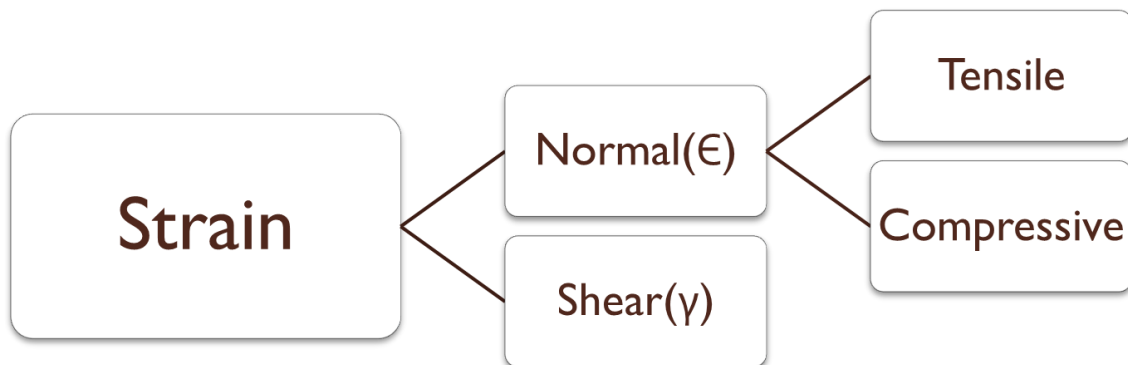 Strain
Normal(∈)
Shear(γ)
Tensile
Compressive